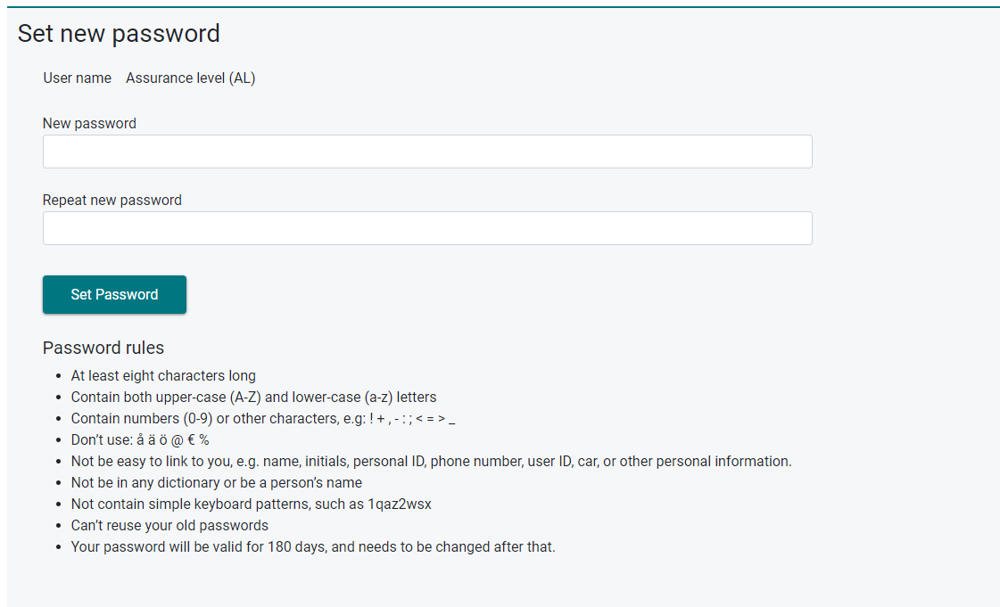 Set new password
User name Assurance level (AL)
New password
Repeat new password
Set Password
Password rules
• At least eight characters long
• Contain both upper-case (A-Z) and lower-case (a-z) letters
• Contain numbers (0-9) or other characters, e.g: ! + , - : ; < = > _
• Don’t use: å ä ö @ € %
• Not be easy to link to you, e.g. name, initials, personal ID, phone number, user ID, car, or other personal information.
• Not be in any dictionary or be a person’s name
• Not contain simple keyboard patterns, such as 1qaz2wsx
• Can’t reuse your old passwords
• Your password will be valid for 180 days, and needs to be changed after that.